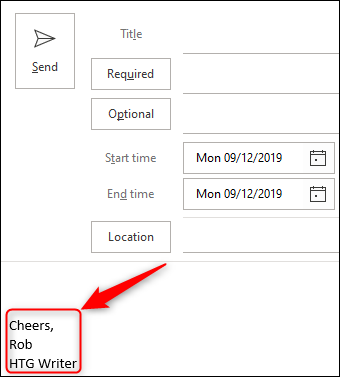 Title
Send
Required
Optional
Start time
Mon 09/12/2019
End time
Mon 09/12/2019
Location
Cheers,
Rob
HTG Writer